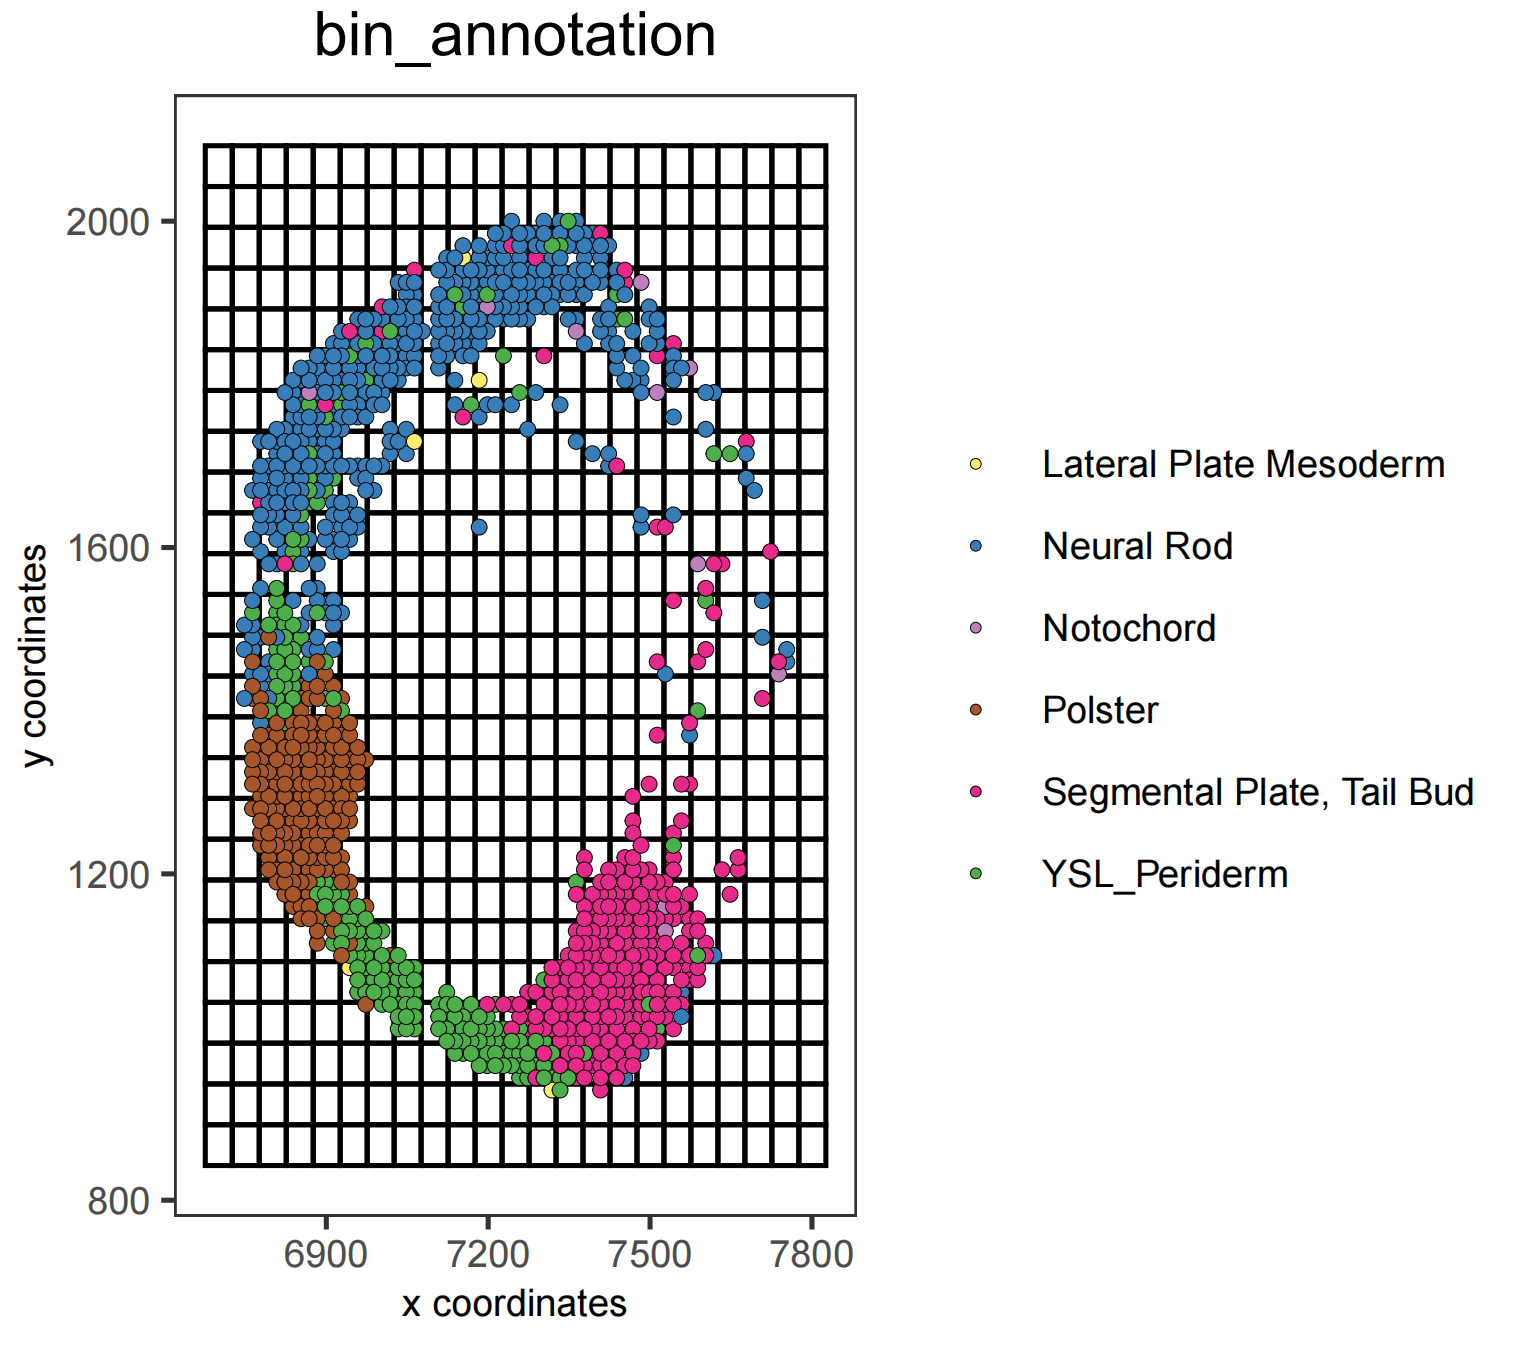 bin_annotation
2000
1600
1200
800
y coordinates
6900 7200 7500 7800
x coordinates
Lateral Plate Mesoderm
Neural Rod
Notochord
Polster
Segmental Plate, Tail Bud
YSL_Periderm